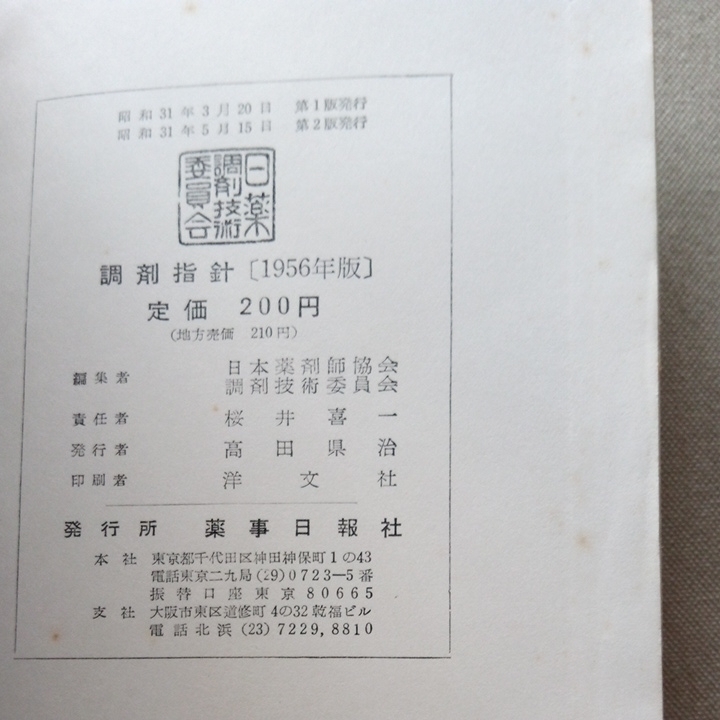 昭和31年3月20日 第1版発行
昭和31年5月15日 第2版発行
日薬
調剤技術
委員会
調剤指針〔1956年版〕
定価 200円
(地方売価 210円)
編集者 日本薬剤師協会
調剤技術委員会
責任者 桜井喜一
発行者 高田県治
印刷者 洋文社
発行所 薬事日報社
本社 東京都千代田区神田神保町1の43
電話東京二九局(29)0723—5番
振替口座東京80665
支社 大阪市東区道修町4の32乾福ビル
電話北浜(23)7229,8810